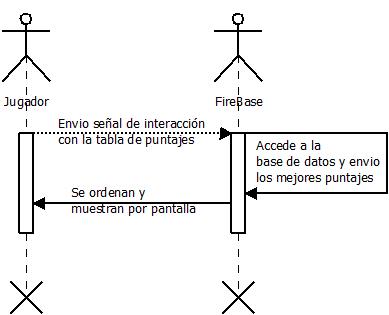 Jugador
FireBase
Envio señal de interacción
con la tabla de puntajes
Accede a la
base de datos y envio
los mejores puntajes
Se ordenan y
muestran por pantalla